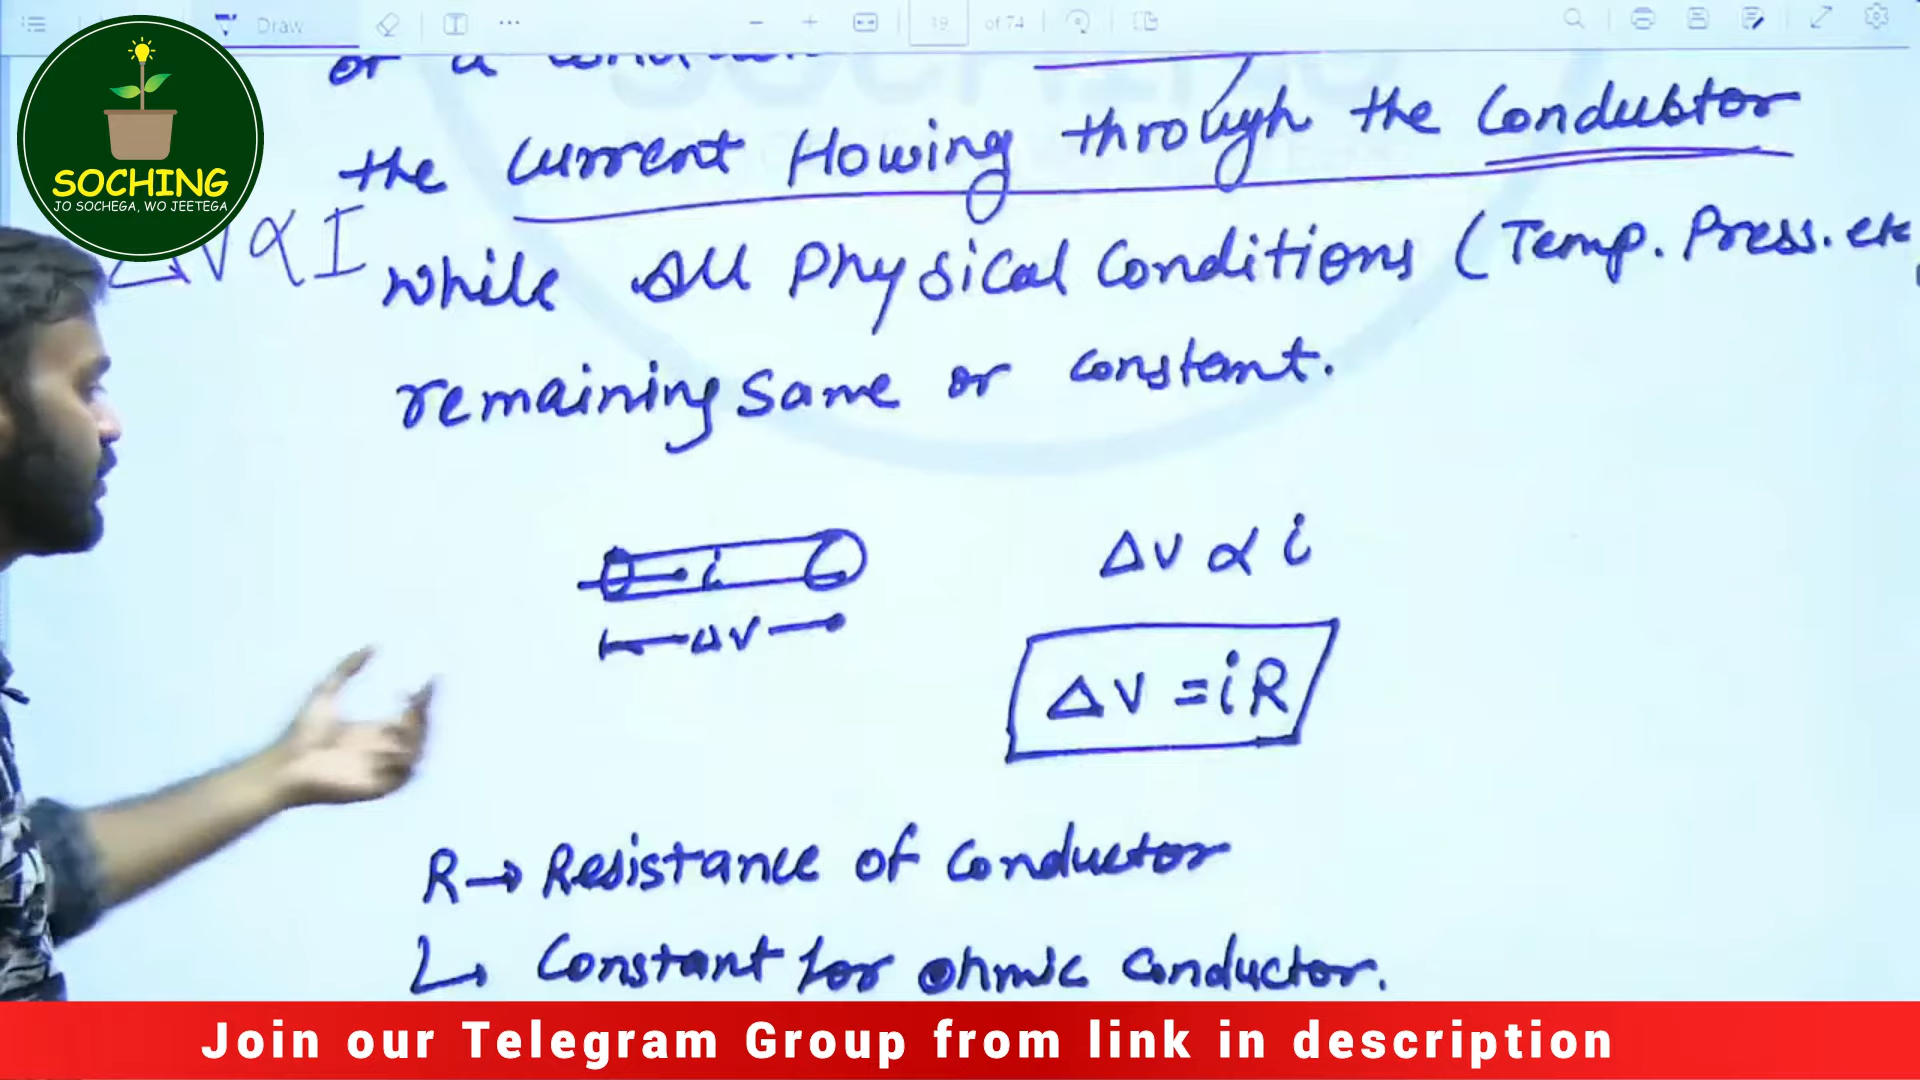 Draw
19 of 74
SOCHING
JO SOCHEGA, WO JEETEGA
or a
the current flowing through the conductor
ΔV ∝ I
while all physical conditions (Temp. Press. etc
remaining same or constant.
i
ΔV
ΔV ∝ i
ΔV = iR
R → Resistance of conductor
↳ Constant for ohmic conductor.
Join our Telegram Group from link in description